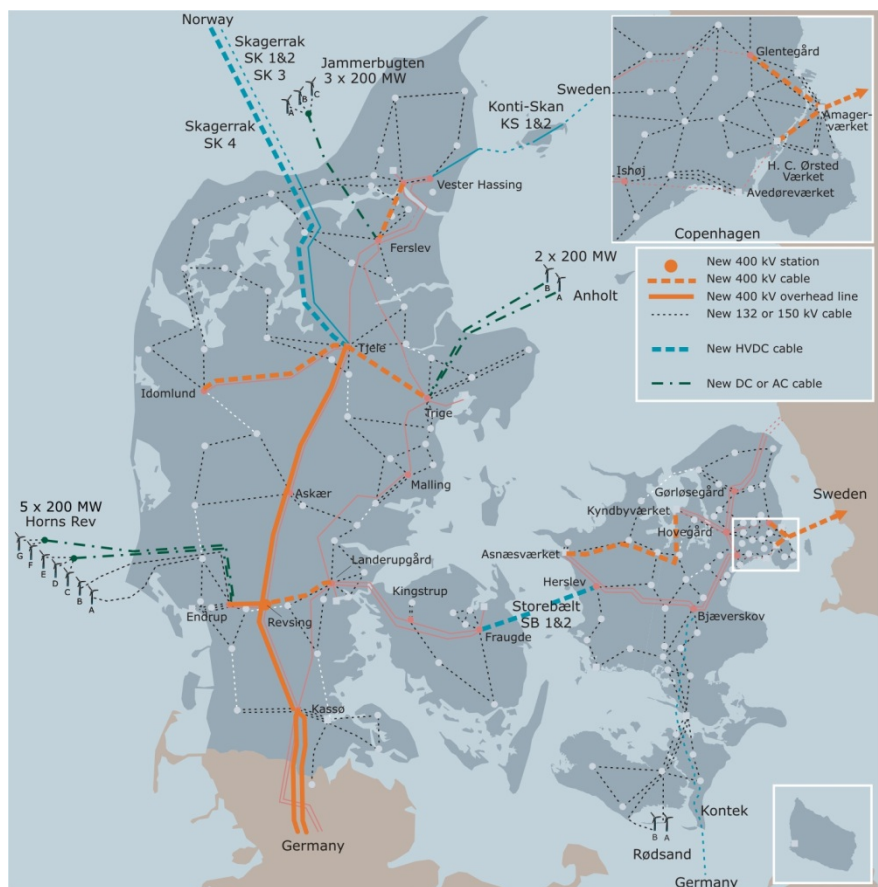 Norway
Skagerrak
SK 1&2
SK 3
Jammerbugten
3 x 200 MW
A
B
C
Skagerrak
SK 4
Konti-Skan
KS 1&2
Sweden
Vester Hassing
Ferslev
2 x 200 MW
B
A
Anholt
Glentegård
Amager-
værket
H. C. Ørsted
Værket
Ishøj
Avedøreværket
Copenhagen
New 400 kV station
New 400 kV cable
New 400 kV overhead line
New 132 or 150 kV cable
New HVDC cable
New DC or AC cable
Tjele
Idomlund
Trige
Askær
Malling
5 x 200 MW
Horns Rev
G
F
E
D
C
B
A
Landerupgård
Endrup
Revsing
Kingstrup
Fraugde
Storebælt
SB 1&2
Gørløsegård
Kyndbyværket
Hovegård
Asnæsværket
Herslev
Bjæverskov
Sweden
Kassø
Germany
Kontek
B
A
Rødsand
Germany